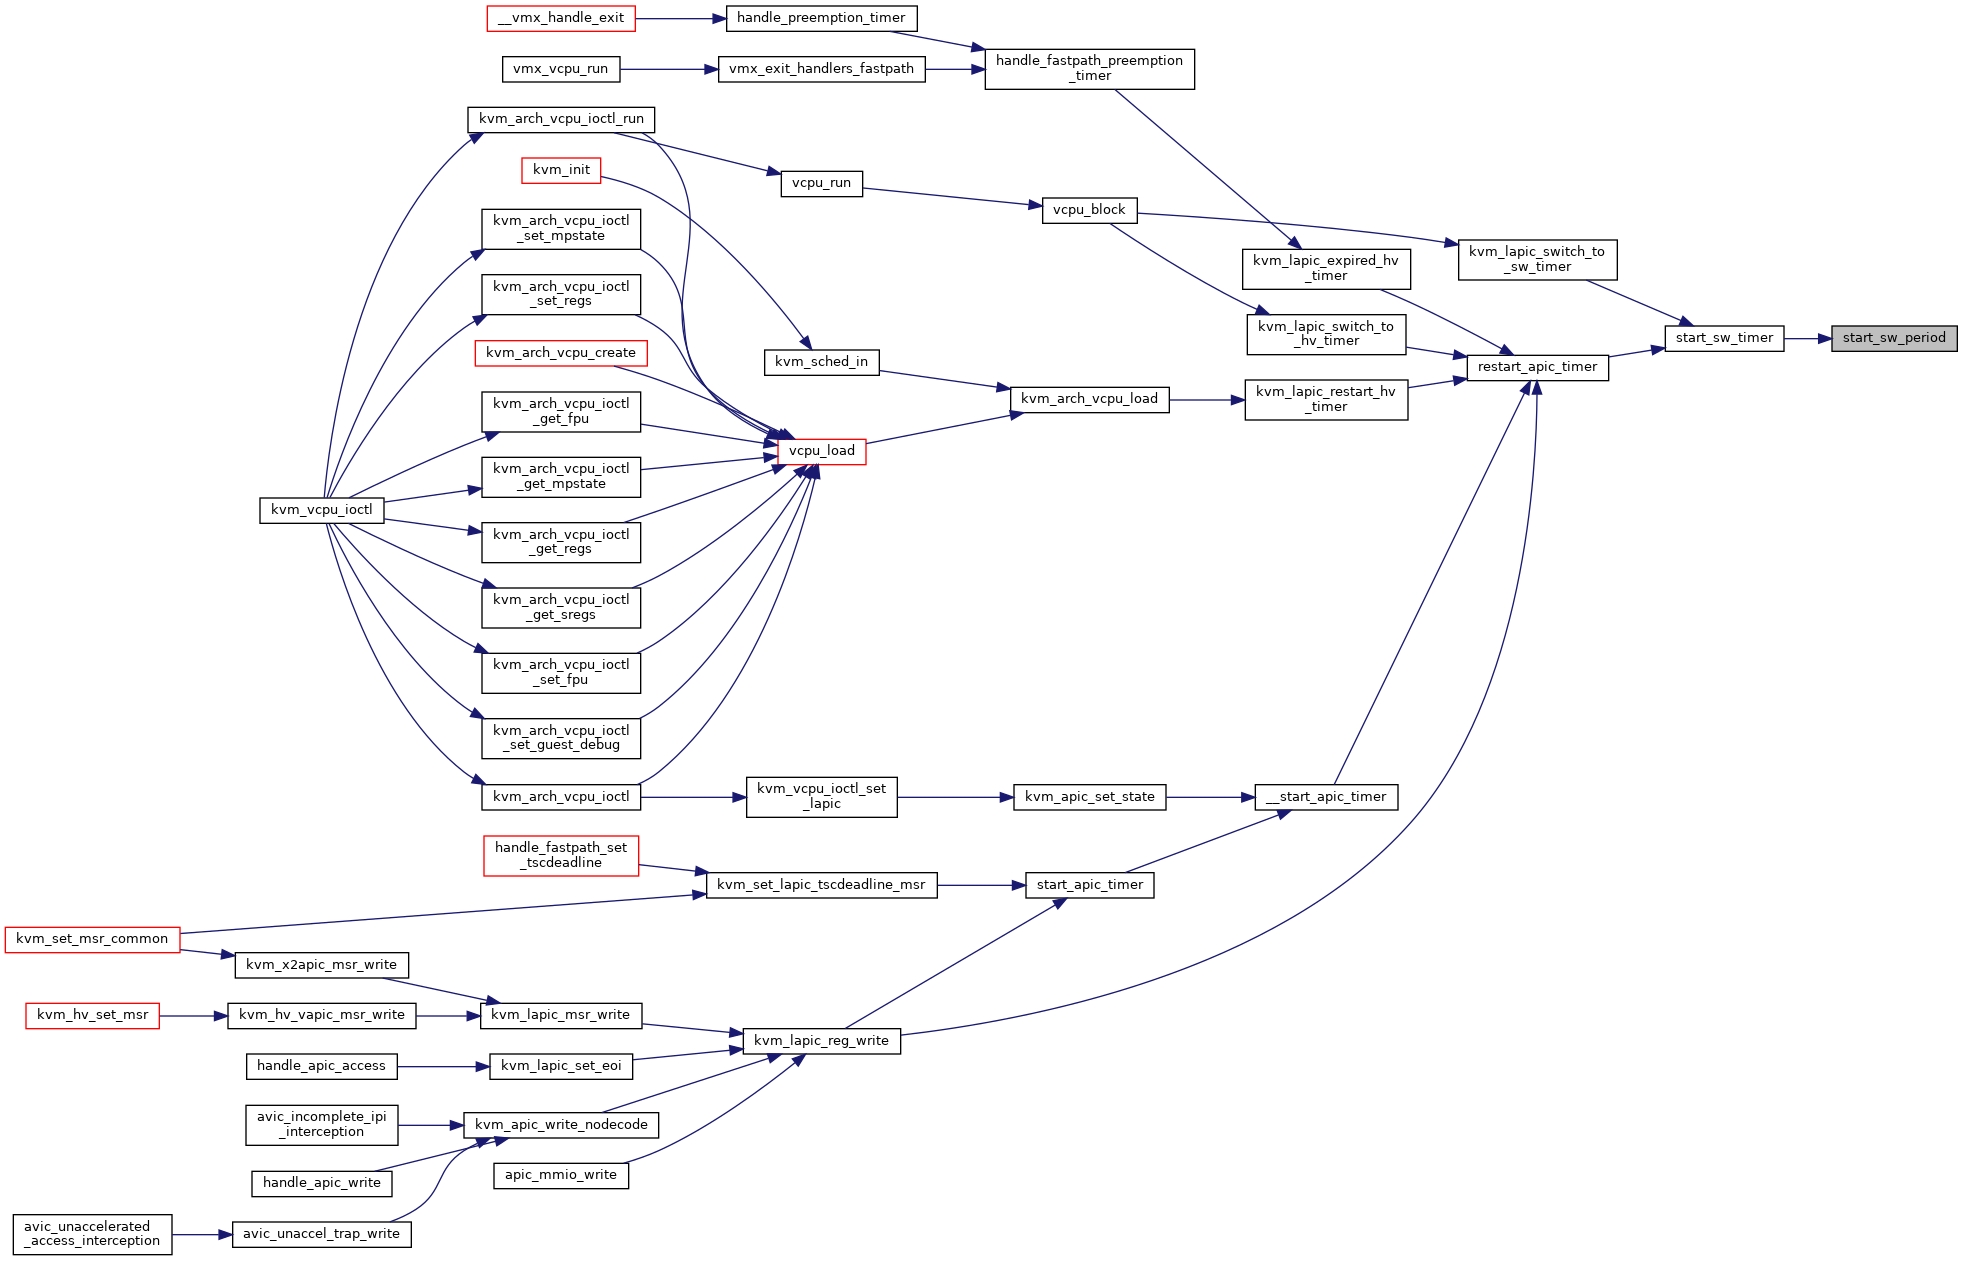 __vmx_handle_exit
handle_preemption_timer
handle_fastpath_preemption
_timer
vmx_vcpu_run
vmx_exit_handlers_fastpath
kvm_arch_vcpu_ioctl_run
kvm_init
vcpu_run
vcpu_block
kvm_arch_vcpu_ioctl
_set_mpstate
kvm_lapic_switch_to
_sw_timer
kvm_lapic_expired_hv
_timer
kvm_arch_vcpu_ioctl
_set_regs
kvm_lapic_switch_to
_hv_timer
start_sw_timer
start_sw_period
kvm_arch_vcpu_create
kvm_sched_in
restart_apic_timer
kvm_arch_vcpu_load
kvm_lapic_restart_hv
_timer
kvm_arch_vcpu_ioctl
_get_fpu
vcpu_load
kvm_arch_vcpu_ioctl
_get_mpstate
kvm_vcpu_ioctl
kvm_arch_vcpu_ioctl
_get_regs
kvm_arch_vcpu_ioctl
_get_sregs
kvm_arch_vcpu_ioctl
_set_fpu
kvm_arch_vcpu_ioctl
_set_guest_debug
kvm_arch_vcpu_ioctl
kvm_vcpu_ioctl_set
_lapic
kvm_apic_set_state
__start_apic_timer
handle_fastpath_set
_tscdeadline
kvm_set_lapic_tscdeadline_msr
start_apic_timer
kvm_set_msr_common
kvm_x2apic_msr_write
kvm_hv_set_msr
kvm_hv_vapic_msr_write
kvm_lapic_msr_write
kvm_lapic_reg_write
handle_apic_access
kvm_lapic_set_eoi
avic_incomplete_ipi
_interception
kvm_apic_write_nodecode
handle_apic_write
apic_mmio_write
avic_unaccelerated
_access_interception
avic_unaccel_trap_write